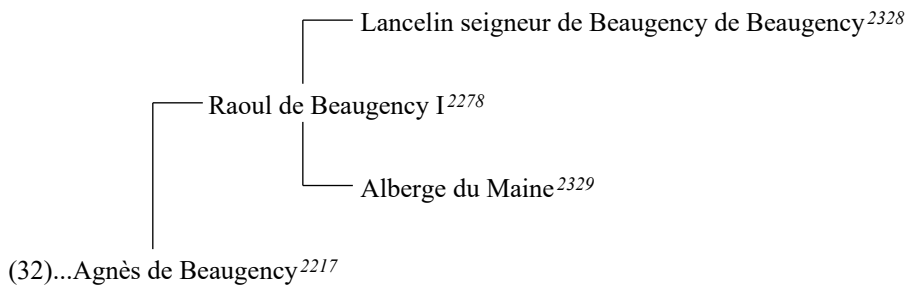 Lancelin seigneur de Beaugency de Beaugency2328
Raoul de Beaugency I2278
Alberge du Maine2329
(32)...Agnès de Beaugency2217